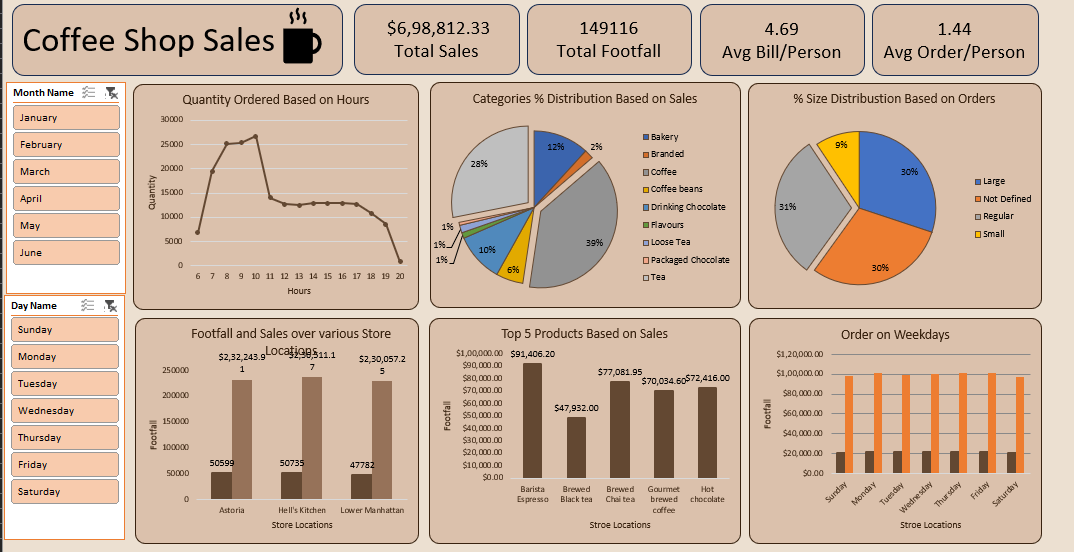 Coffee Shop Sales
$6,98,812.33
Total Sales
149116
Total Footfall
4.69
Avg Bill/Person
1.44
Avg Order/Person
Month Name
January
February
March
April
May
June
Day Name
Sunday
Monday
Tuesday
Wednesday
Thursday
Friday
Saturday
Quantity Ordered Based on Hours
30000
25000
20000
15000
10000
5000
0
Quantity
6 7 8 9 10 11 12 13 14 15 16 17 18 19 20
Hours
Categories % Distribution Based on Sales
12%
2%
39%
6%
10%
1%
1%
1%
28%
Bakery
Branded
Coffee
Coffee beans
Drinking Chocolate
Flavours
Loose Tea
Packaged Chocolate
Tea
% Size Distribustion Based on Orders
30%
30%
31%
9%
Large
Not Defined
Regular
Small
Footfall and Sales over various Store
Locations
$2,32,243.9
1
7
$2,30,057.2
5
250000
200000
150000
100000
50000
0
Footfall
50599
50735
47782
Astoria
Hell's Kitchen
Lower Manhattan
Store Locations
Top 5 Products Based on Sales
$1,00,000.00
$90,000.00
$80,000.00
$70,000.00
$60,000.00
$50,000.00
$40,000.00
$30,000.00
$20,000.00
$10,000.00
$0.00
Footfall
$91,406.20
$47,932.00
$77,081.95
$70,034.60
$72,416.00
Barista
Espresso
Brewed
Black tea
Brewed
Chai tea
Gourmet
brewed
coffee
Hot
chocolate
Stroe Locations
Order on Weekdays
$1,20,000.00
$1,00,000.00
$80,000.00
$60,000.00
$40,000.00
$20,000.00
$0.00
Footfall
Sunday
Monday
Tuesday
Wednesday
Thursday
Friday
Saturday
Stroe Locations